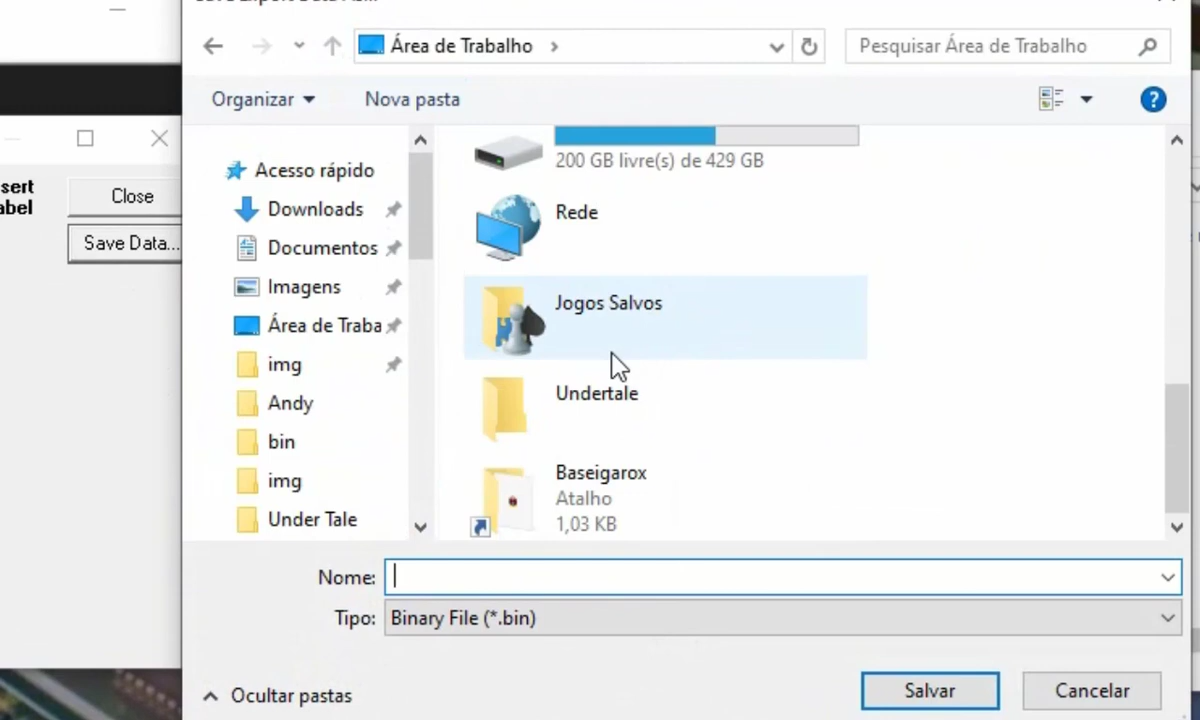 Área de Trabalho
Pesquisar Área de Trabalho
Organizar
Nova pasta
?
sert
abel
Close
Save Data...
Acesso rápido
Downloads
Documentos
Imagens
Área de Traba
img
Andy
bin
img
Under Tale
200 GB livre(s) de 429 GB
Rede
Jogos Salvos
Undertale
Baseigarox
Atalho
1,03 KB
Nome:
Tipo: Binary File (*.bin)
Ocultar pastas
Salvar
Cancelar